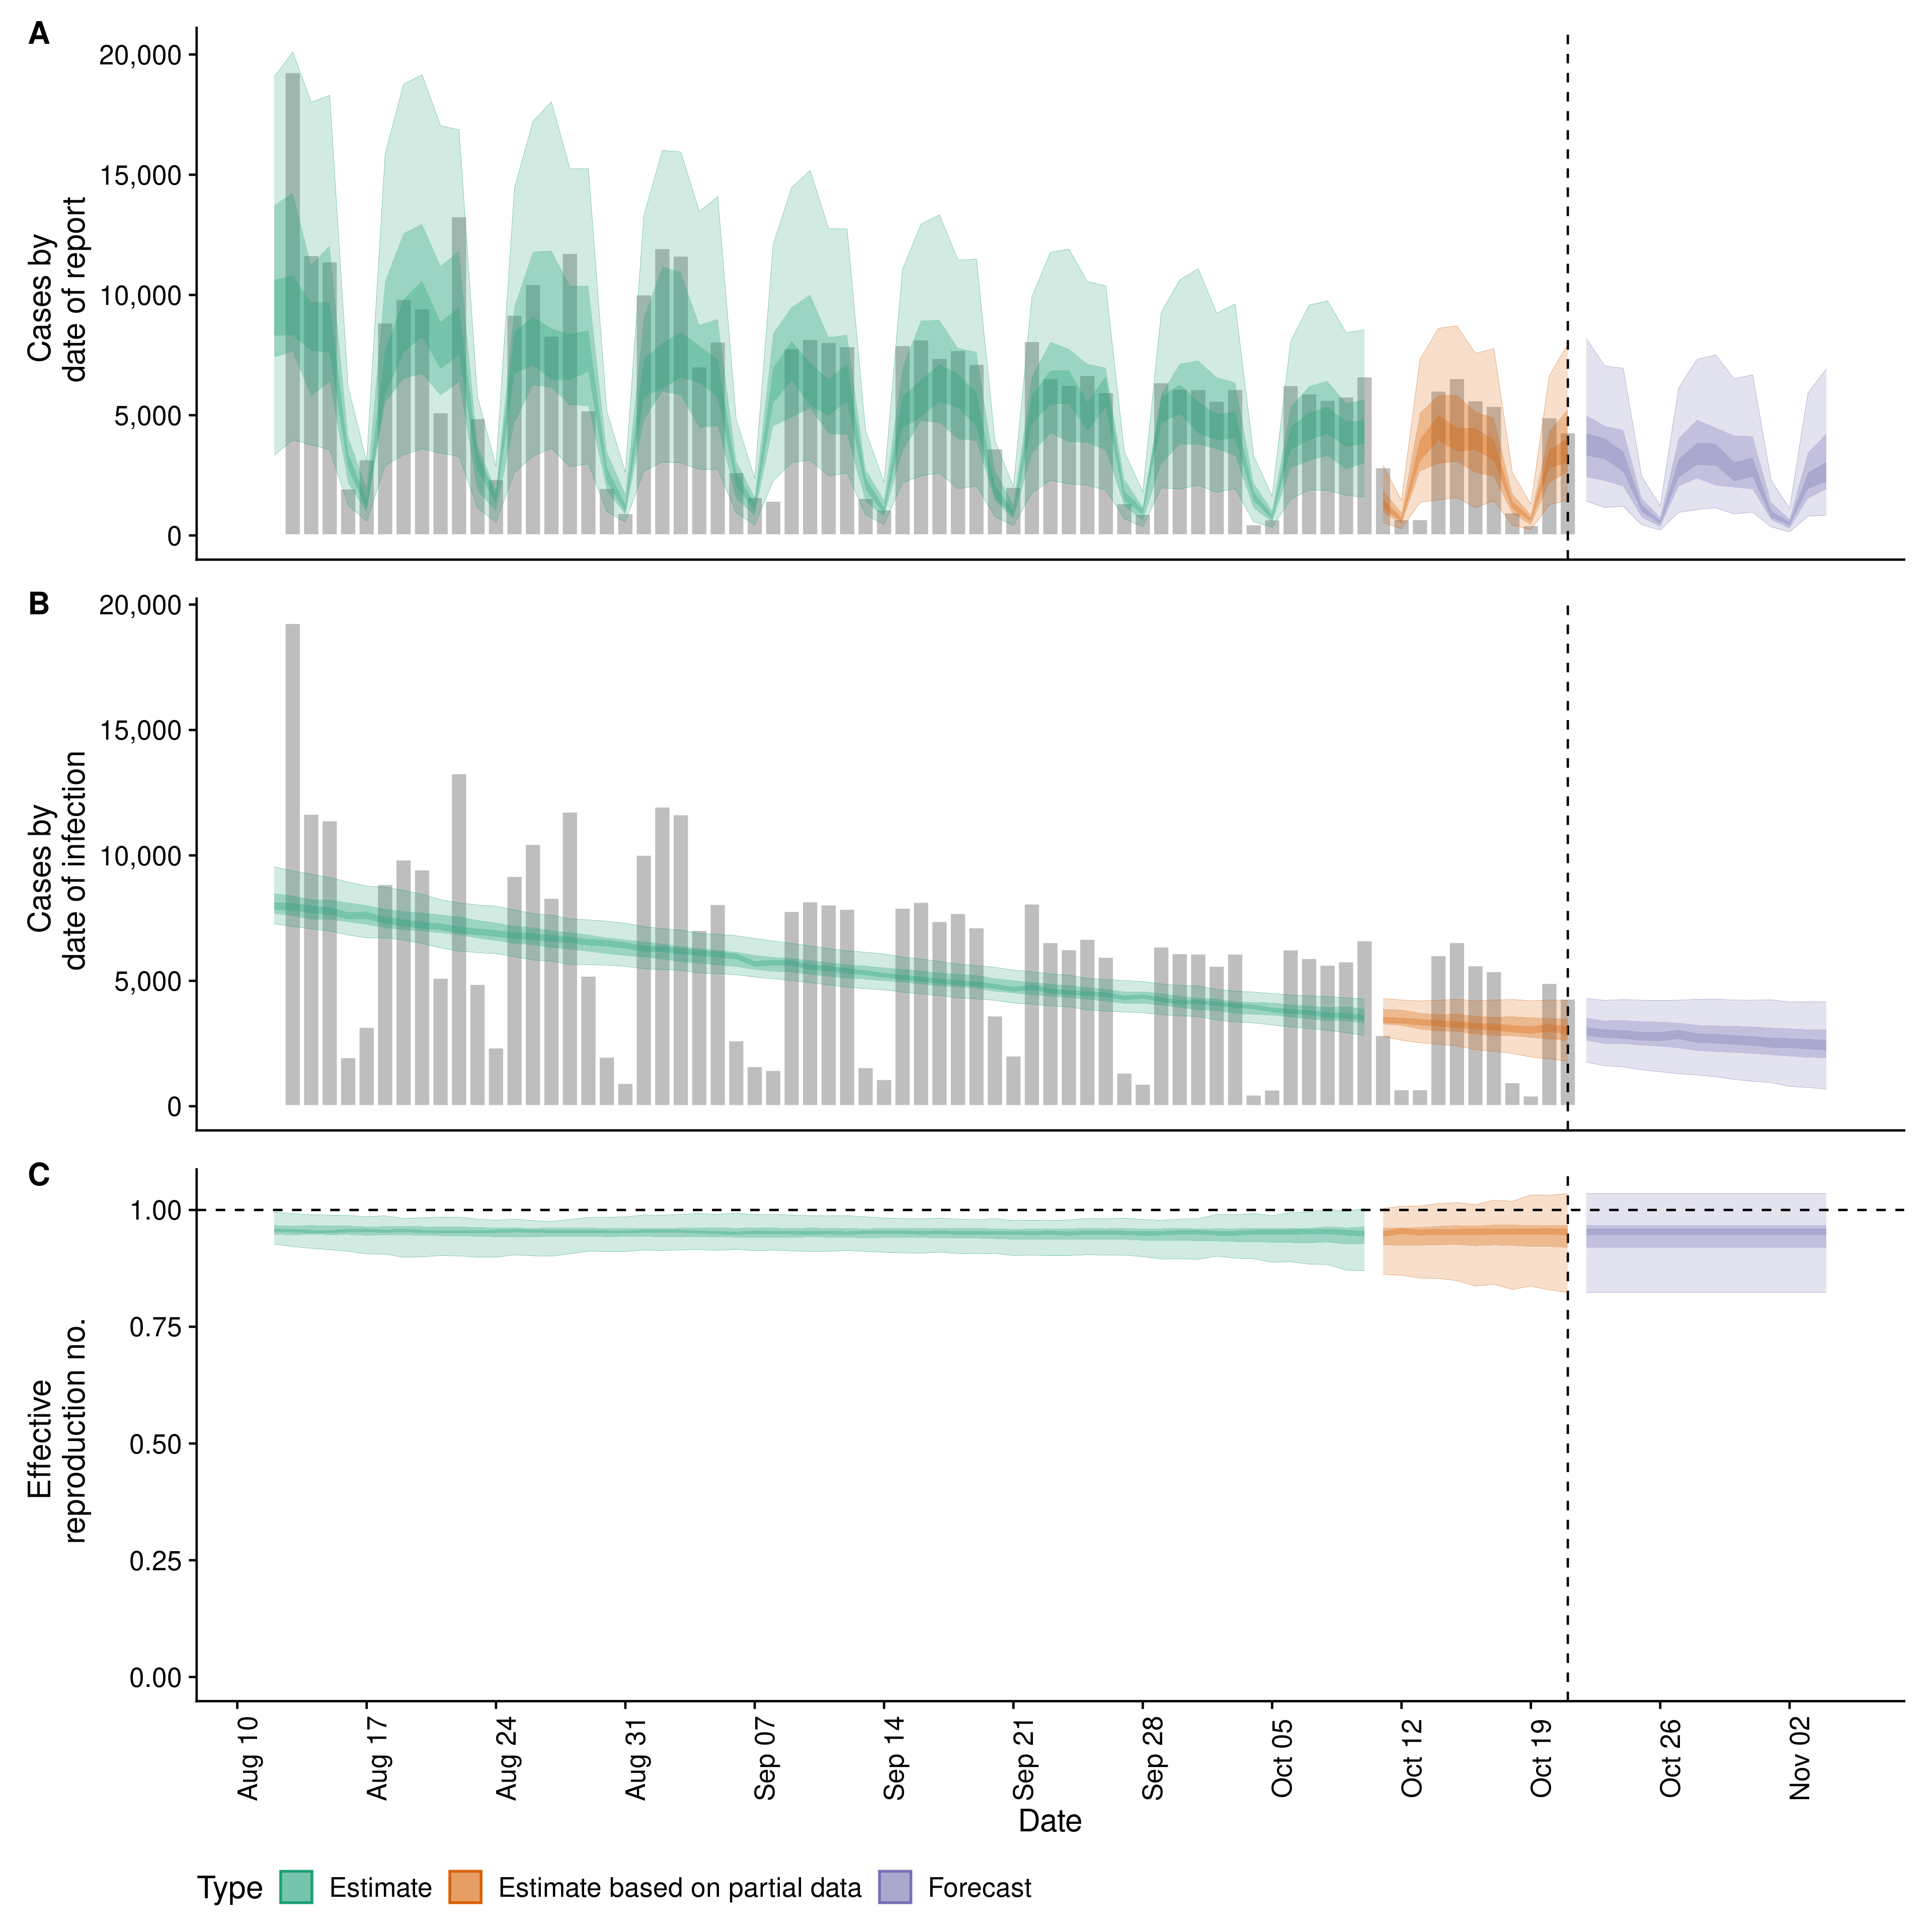 A
Cases by
date of report
20,000
15,000
10,000
5,000
0
B
Cases by
date of infection
20,000
15,000
10,000
5,000
0
C
Effective
reproduction no.
1.00
0.75
0.50
0.25
0.00
Aug 10
Aug 17
Aug 24
Aug 31
Sep 07
Sep 14
Sep 21
Sep 28
Oct 05
Oct 12
Oct 19
Oct 26
Nov 02
Date
Type Estimate Estimate based on partial data Forecast